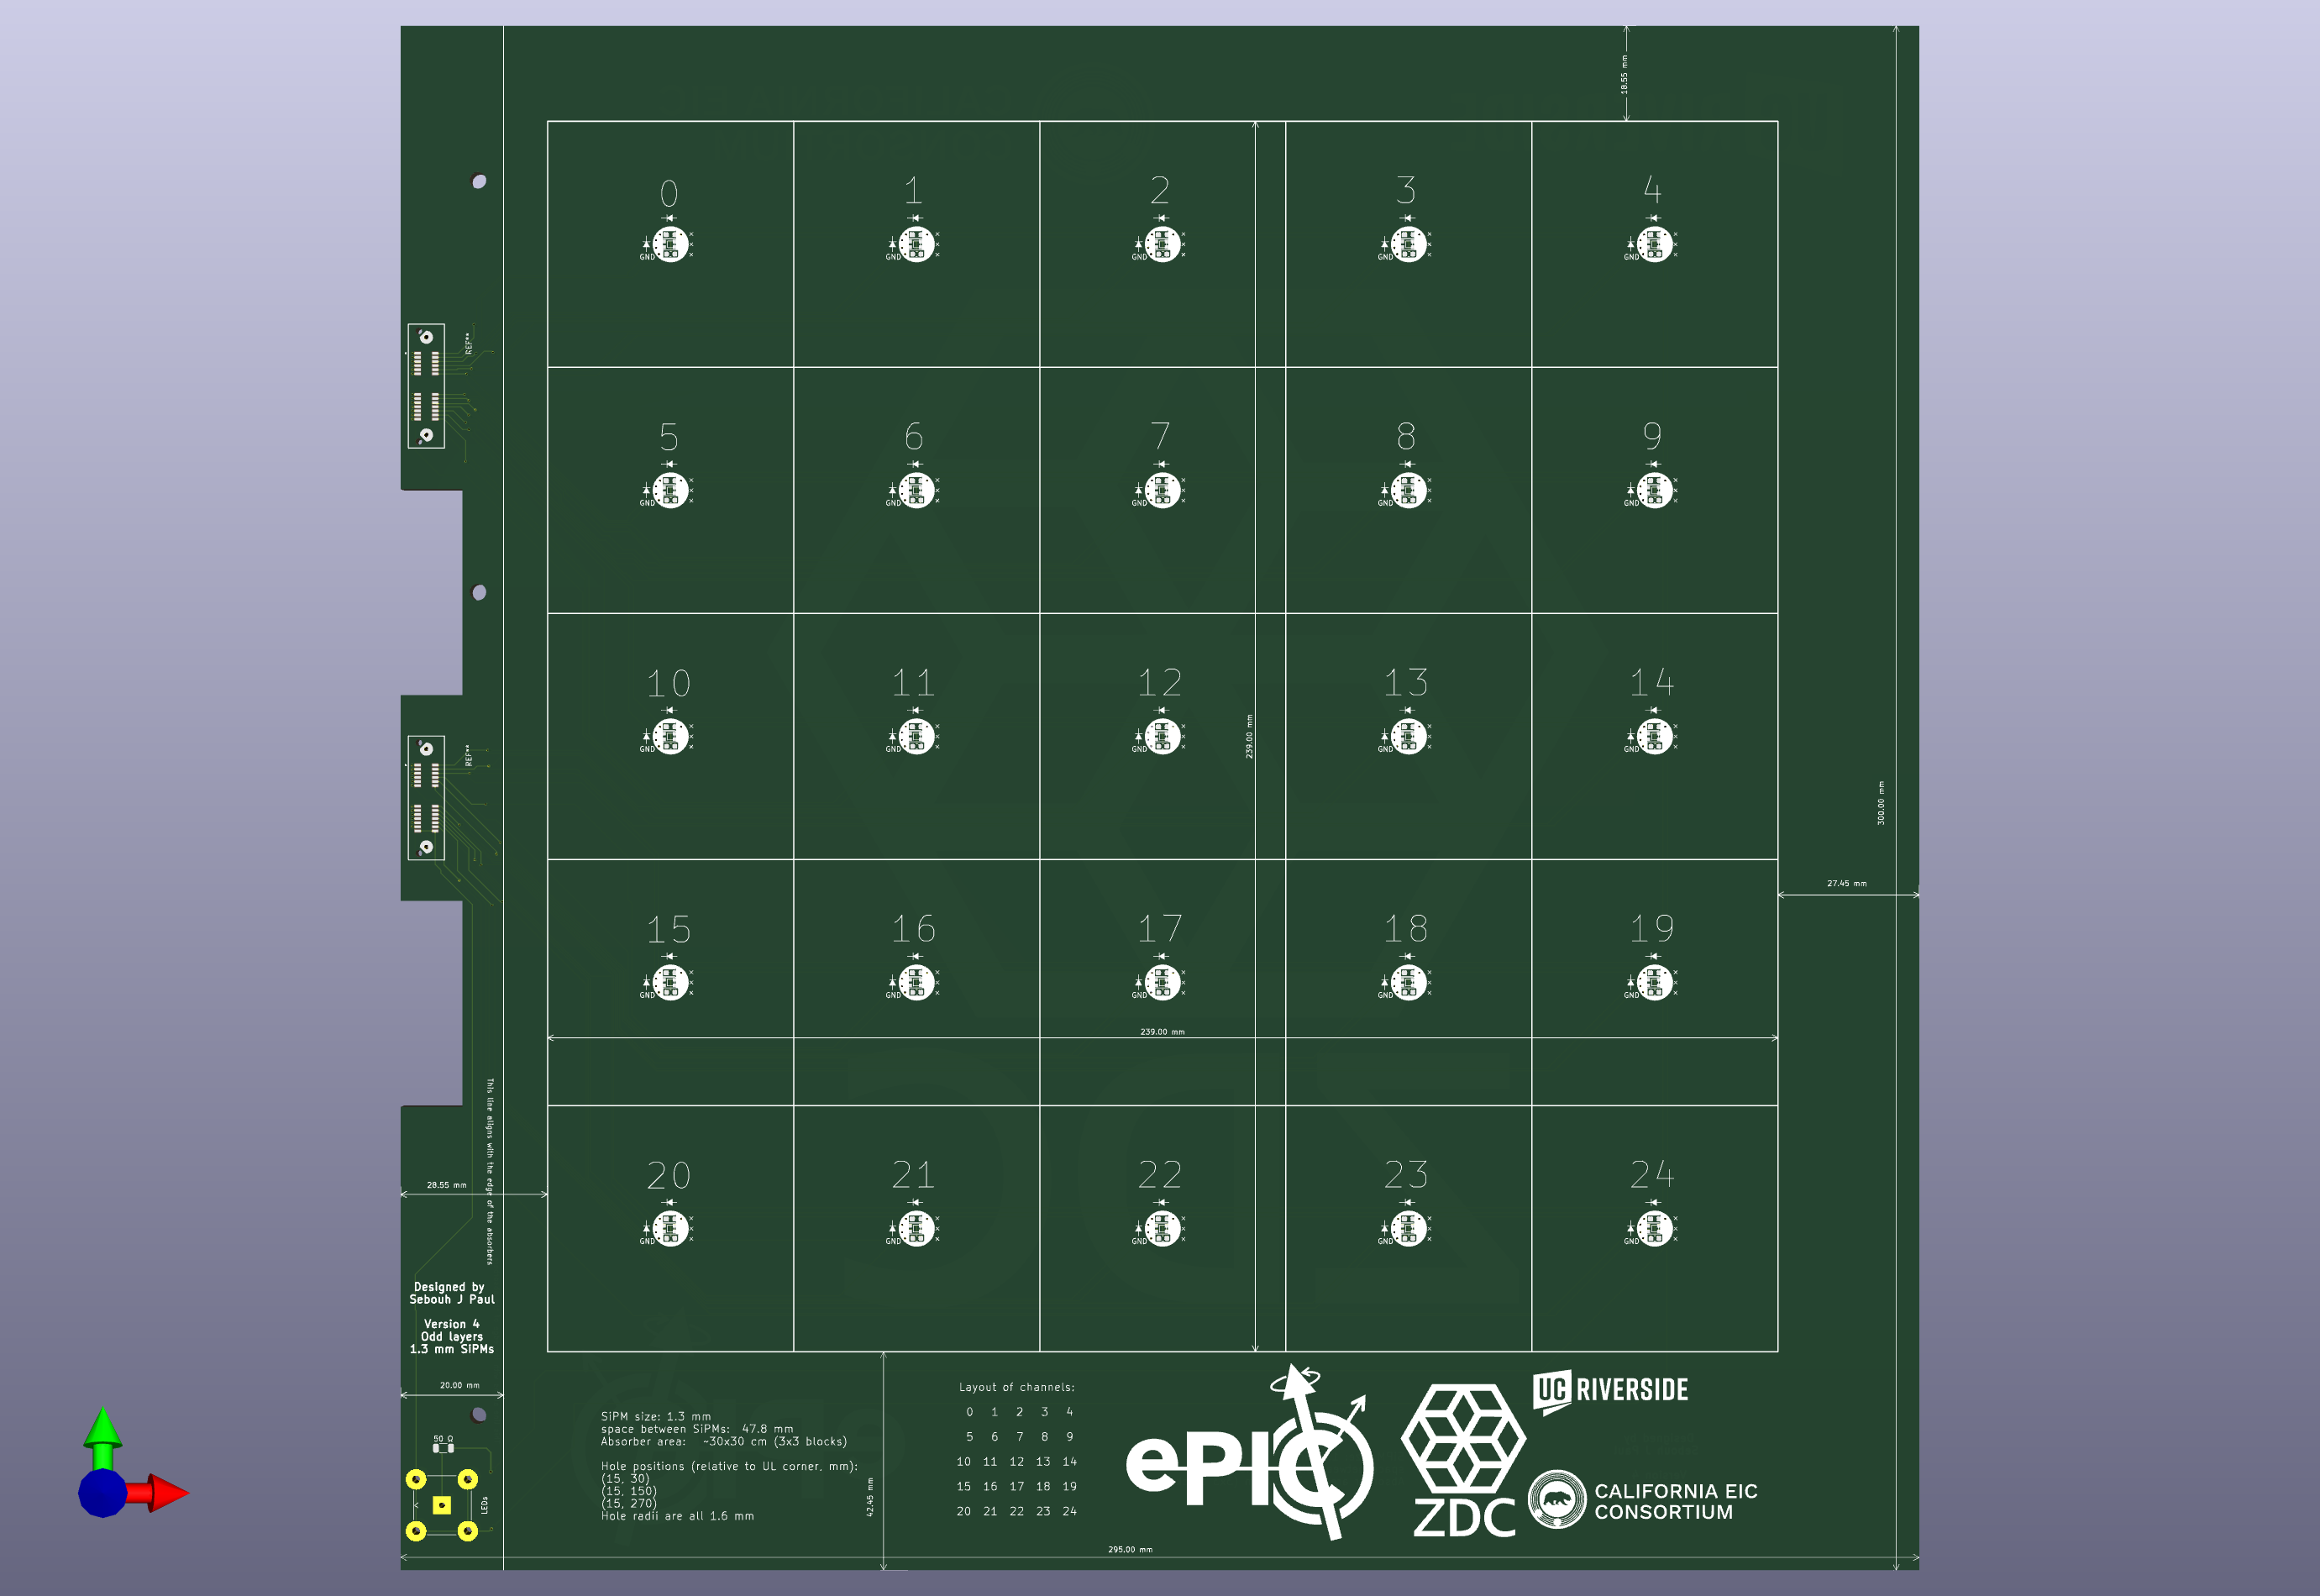 18.55 mm
0 1 2 3 4
GND GND GND GND GND
REF**
5 6 7 8 9
GND GND GND GND GND
10 11 12 13 14
GND GND GND GND GND
REF**
239.00 mm
300.00 mm
27.45 mm
15 16 17 18 19
GND GND GND GND GND
239.00 mm
This line aligns with the edge of the absorbers
20 21 22 23 24
GND GND GND GND GND
28.55 mm
Designed by
Sebouh J Paul
Version 4
Odd layers
1.3 mm SiPMs
20.00 mm
50 Ω
LEDs
SiPM size: 1.3 mm
space between SiPMs: 47.8 mm
Absorber area: ~30x30 cm (3x3 blocks)
Hole positions (relative to UL corner, mm):
(15, 30)
(15, 150)
(15, 270)
Hole radii are all 1.6 mm
42.45 mm
Layout of channels:
0 1 2 3 4
5 6 7 8 9
10 11 12 13 14
15 16 17 18 19
20 21 22 23 24
ePIC
ZDC
UC RIVERSIDE
CALIFORNIA EIC
CONSORTIUM
295.00 mm